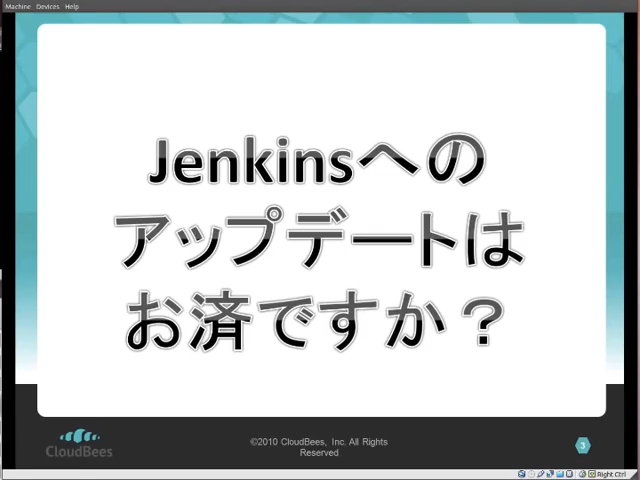 Machine Devices Help
Jenkinsへの
アップデートは
お済ですか？
CloudBees
©2010 CloudBees, Inc. All Rights
Reserved
3
Right Ctrl